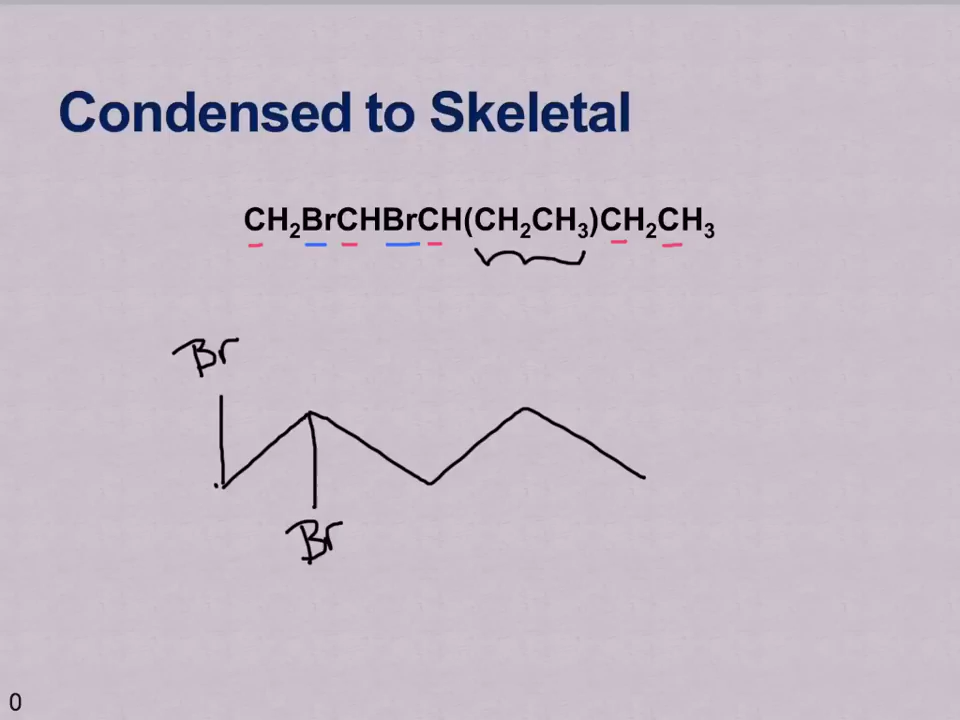 Condensed to Skeletal
CH₂BrCHBrCH(CH₂CH₃)CH₂CH₃
Br
Br
0